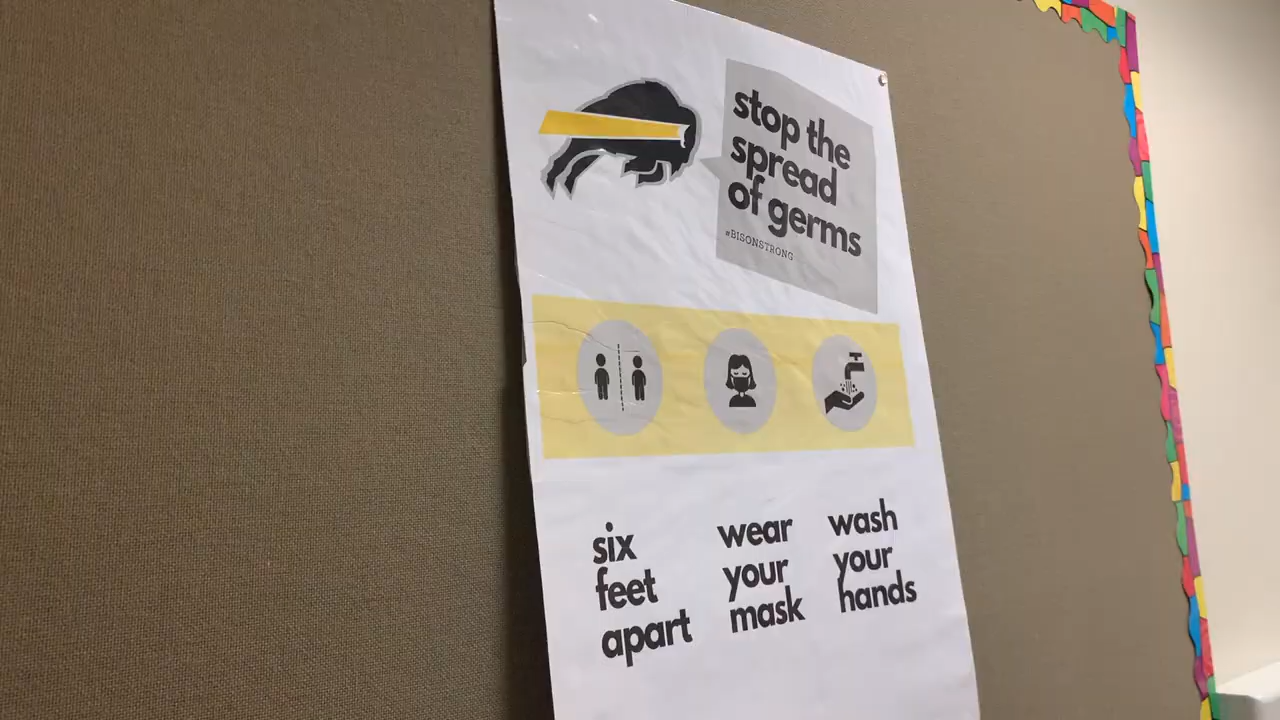 stop the
spread
of germs
#BISONSTRONG
six
feet
apart
wear
your
mask
wash
your
hands